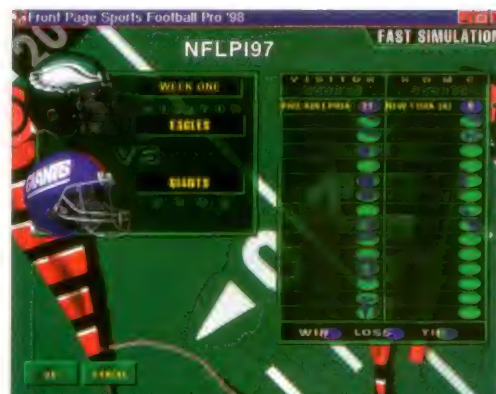 Front Page Sports Football Pro '98
FAST SIMULATION
NFLPI97
WEEK ONE
EAGLES
VS
GIANTS
GIANTS
VISITOR HOME
PHILADELPHIA NEW YORK (N)
WIN LOSS TIE
CANCEL